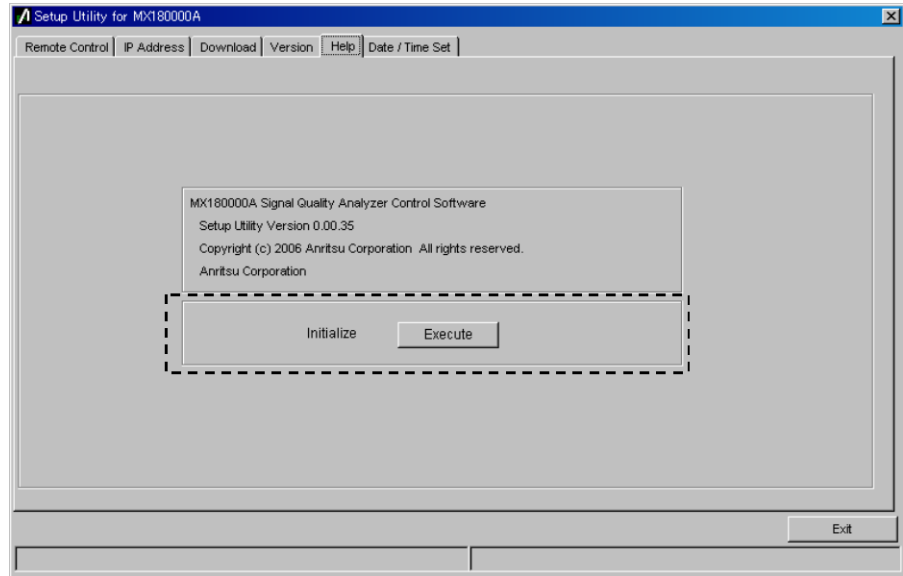 Setup Utility for MX180000A
Remote Control IP Address Download Version Help Date / Time Set
MX180000A Signal Quality Analyzer Control Software
Setup Utility Version 0.00.35
Copyright (c) 2006 Anritsu Corporation All rights reserved.
Anritsu Corporation
Initialize Execute
Exit